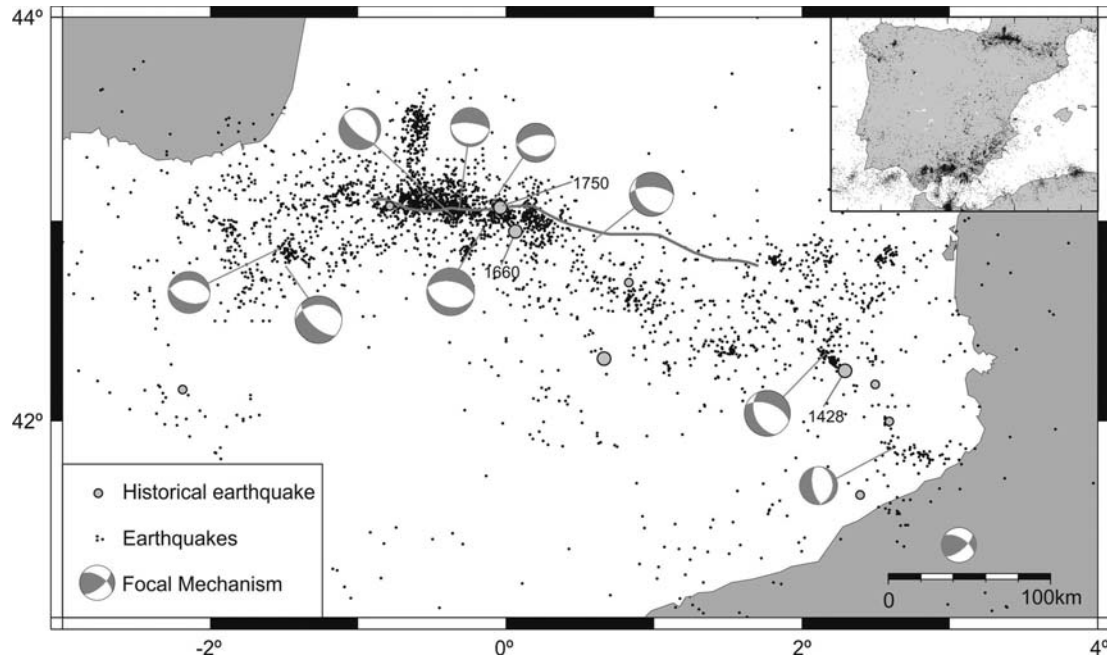 44º
1750
1660
42º
1428
Historical earthquake
Earthquakes
Focal Mechanism
0
100km
-2º
0º
2º
4º